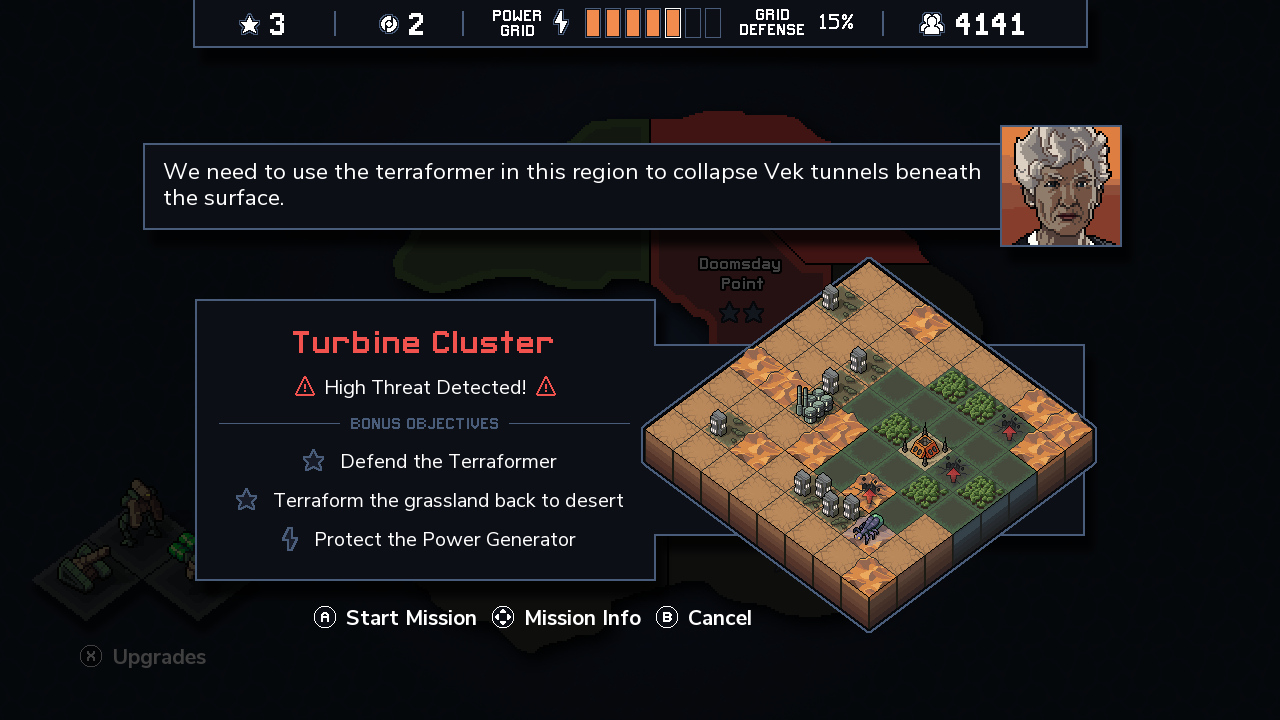 3
2
POWER
GRID
GRID
DEFENSE
15%
4141
We need to use the terraformer in this region to collapse Vek tunnels beneath
the surface.
Doomsday
Point
Turbine Cluster
High Threat Detected!
BONUS OBJECTIVES
Defend the Terraformer
Terraform the grassland back to desert
Protect the Power Generator
A Start Mission
Mission Info
B Cancel
X Upgrades